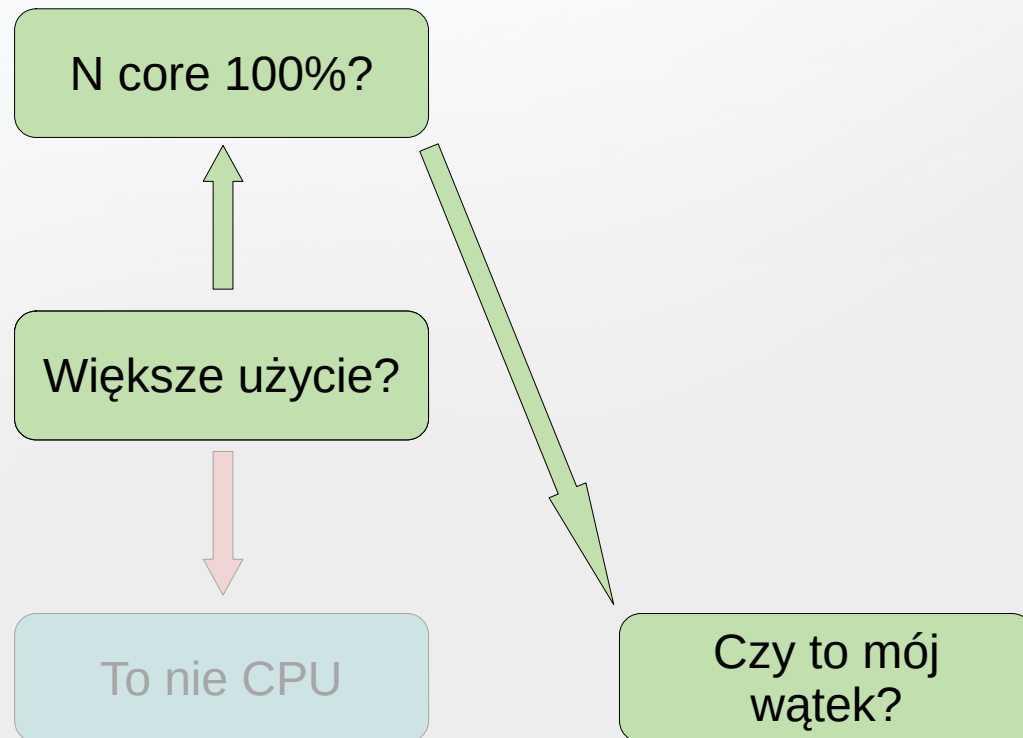 N core 100%?
Większe użycie?
To nie CPU
Czy to mój
wątek?